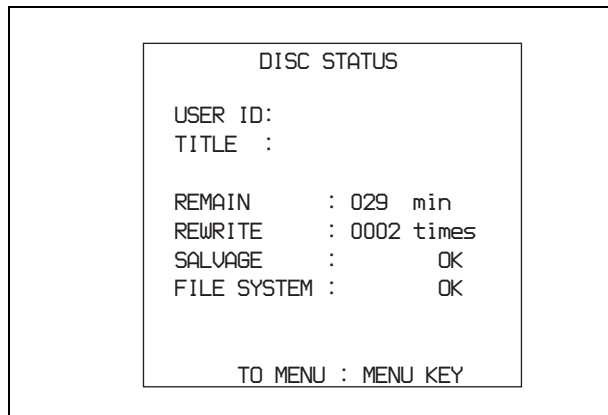 DISC STATUS
USER ID:
TITLE :
REMAIN : 029 min
REWRITE : 0002 times
SALVAGE : OK
FILE SYSTEM : OK
TO MENU : MENU KEY